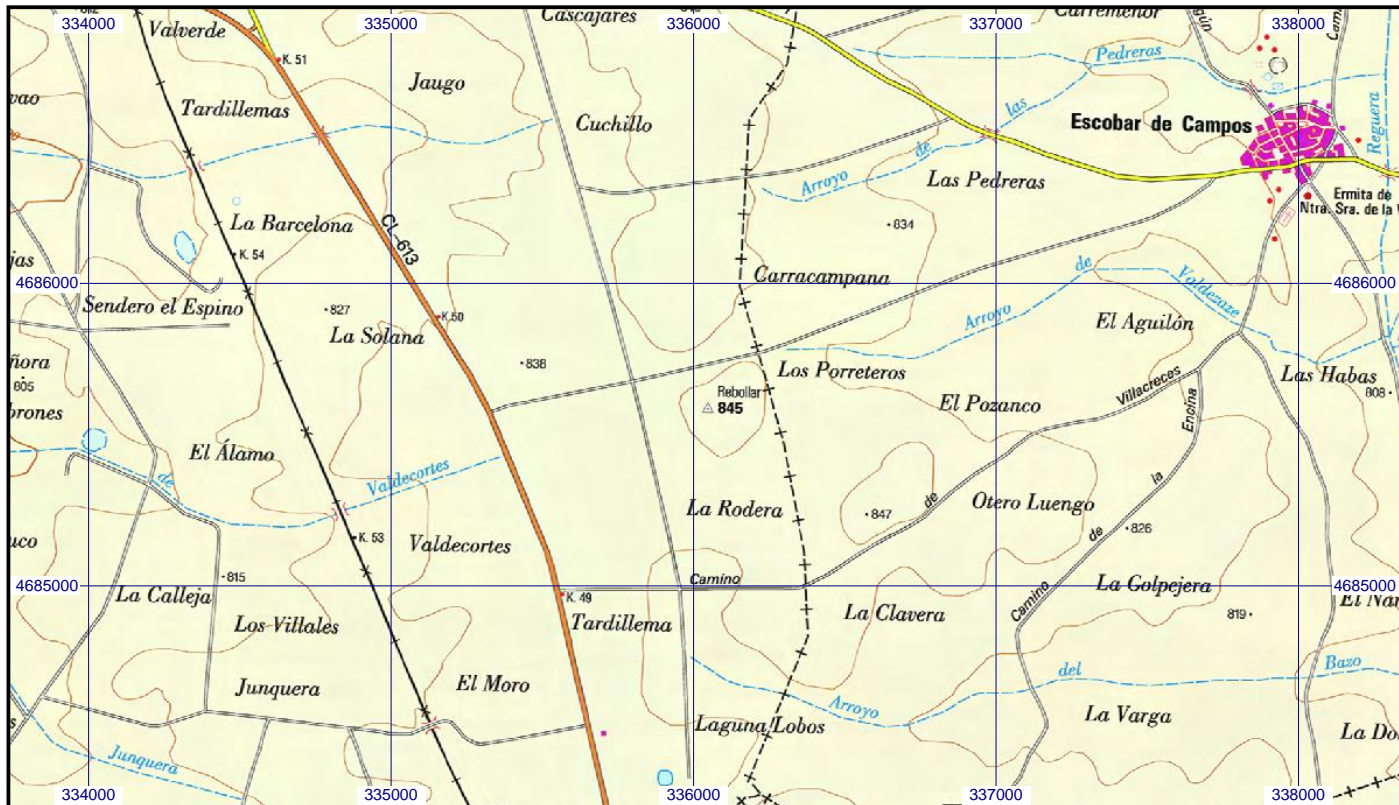 334000
335000
336000
337000
338000
Valverde
Cascajares
Carremenor
K. 51
Jaugo
Pedreras
Tardillemas
Cuchillo
las
de
Arroyo
Escobar de Campos
Reguera
Las Pedreras
Ermita de
Ntra. Sra. de la
La Barcelona
CL-613
834
K. 54
4686000
Carracampana
de
Valdezaze
Arroyo
Sendero el Espino
827
K.50
La Solana
El Aguilón
838
Los Porreteros
Las Habas
805
Rebollar
845
808
Villacreces
Encina
El Pozanco
El Álamo
de
Valdecortes
la
de
La Rodera
847
Otero Luengo
K. 53
Valdecortes
de
826
4685000
815
Camino
La Golpejera
La Calleja
K. 49
Camino
Los Villales
Tardillema
La Clavera
819
Junquera
El Moro
del
Bazo
Arroyo
Laguna Lobos
La Varga
Junquera
334000
335000
336000
337000
338000